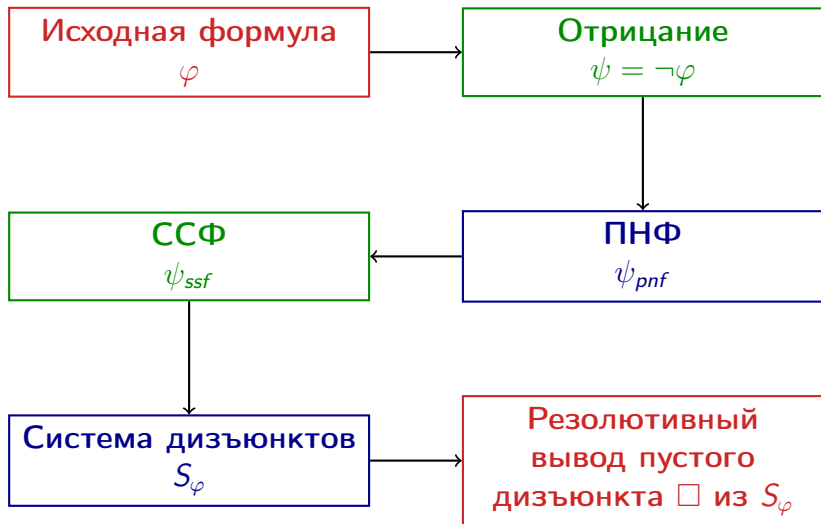 Исходная формула
φ
Отрицание
ψ = ¬φ
ПНФ
ψ_pnf
ССФ
ψ_ssf
Система дизъюнктов
S_φ
Резолютивный
вывод пустого
дизъюнкта □ из S_φ